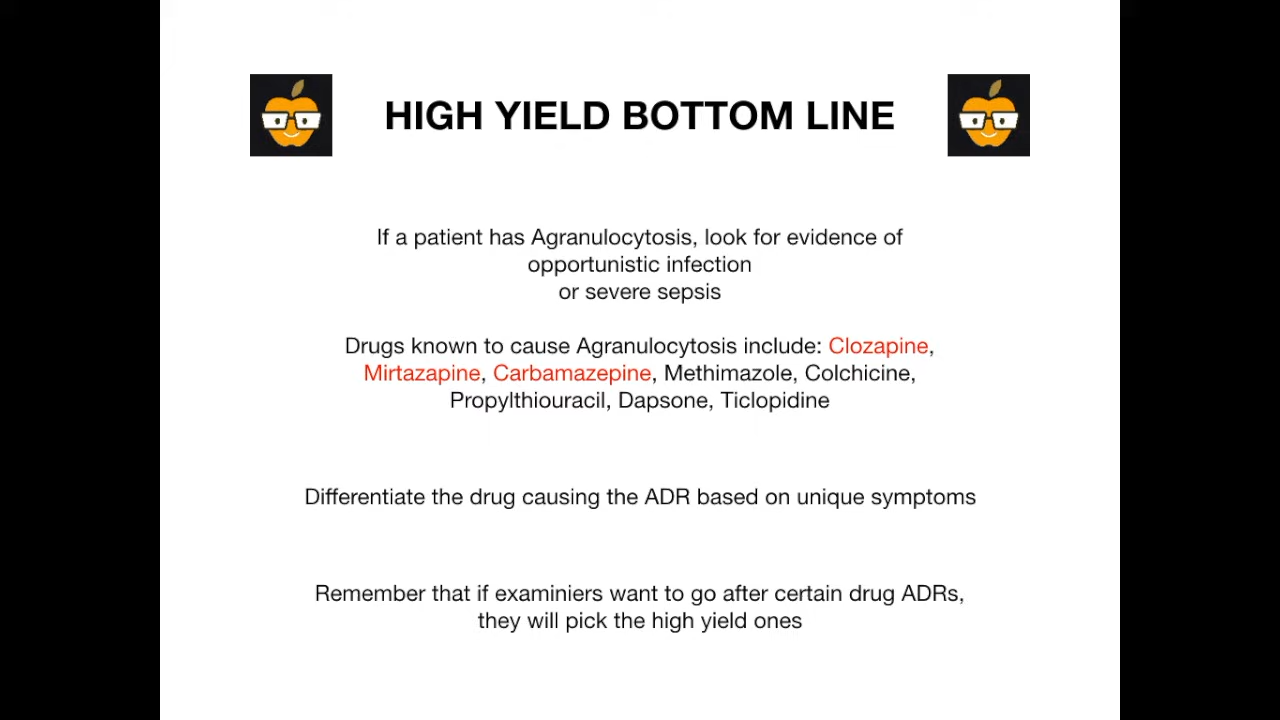 HIGH YIELD BOTTOM LINE
If a patient has Agranulocytosis, look for evidence of
opportunistic infection
or severe sepsis
Drugs known to cause Agranulocytosis include: Clozapine,
Mirtazapine, Carbamazepine, Methimazole, Colchicine,
Propylthiouracil, Dapsone, Ticlopidine
Differentiate the drug causing the ADR based on unique symptoms
Remember that if examiniers want to go after certain drug ADRs,
they will pick the high yield ones